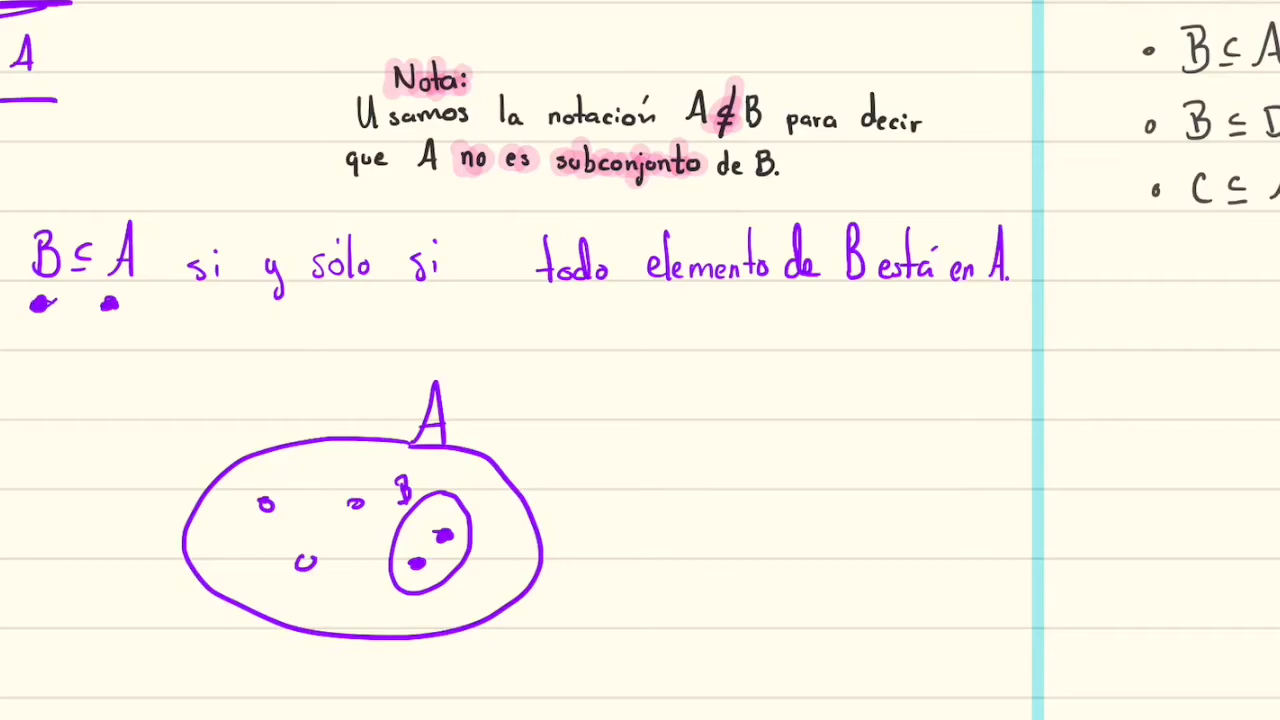 A
Nota:
Usamos la notación A ⊄ B para decir
que A no es subconjunto de B.
B ⊆ A si y sólo si todo elemento de B está en A.
A
B
• B ⊆ A
• B ⊆ D
• C ⊆